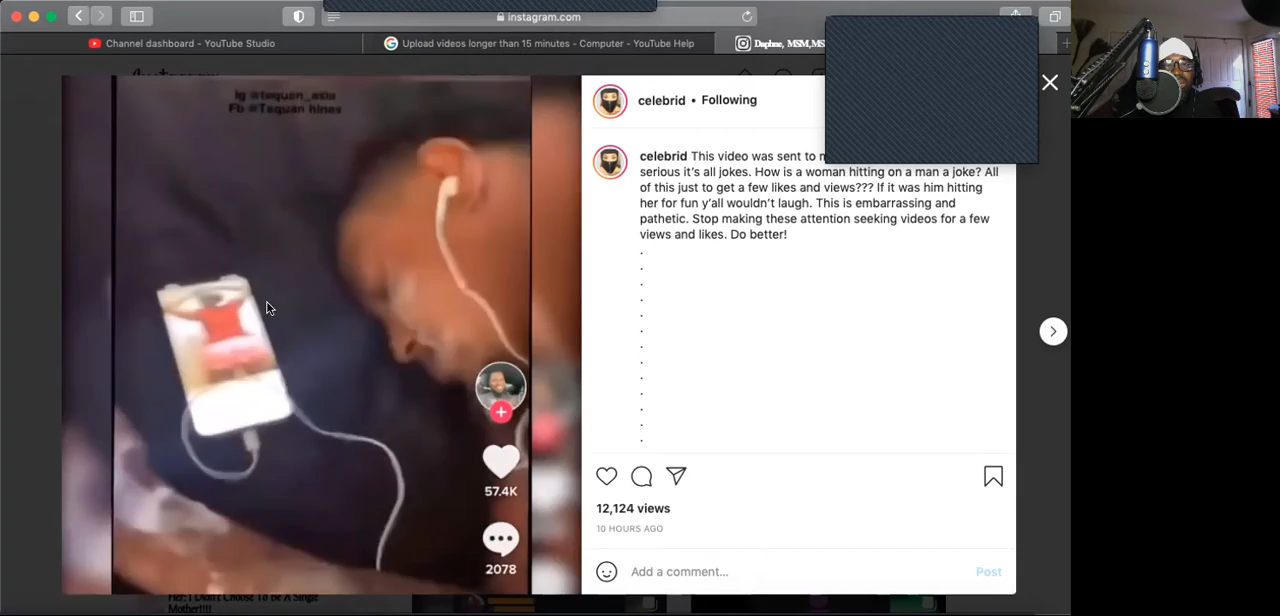 instagram.com
Channel dashboard - YouTube Studio
Upload videos longer than 15 minutes - Computer - YouTube Help
Daphne, MSM,MS
Ig @tequan_asia
Fb @Tequan hines
57.4K
2078
celebrid • Following
celebrid This video was sent to
serious it's all jokes. How is a woman hitting on a man a joke? All
of this just to get a few likes and views??? If it was him hitting
her for fun y'all wouldn't laugh. This is embarrassing and
pathetic. Stop making these attention seeking videos for a few
views and likes. Do better!
.
.
.
.
.
.
.
.
.
.
.
.
.
12,124 views
10 HOURS AGO
Add a comment...
Post
Her: I Didn't Choose To Be A Single
Mother!!!!